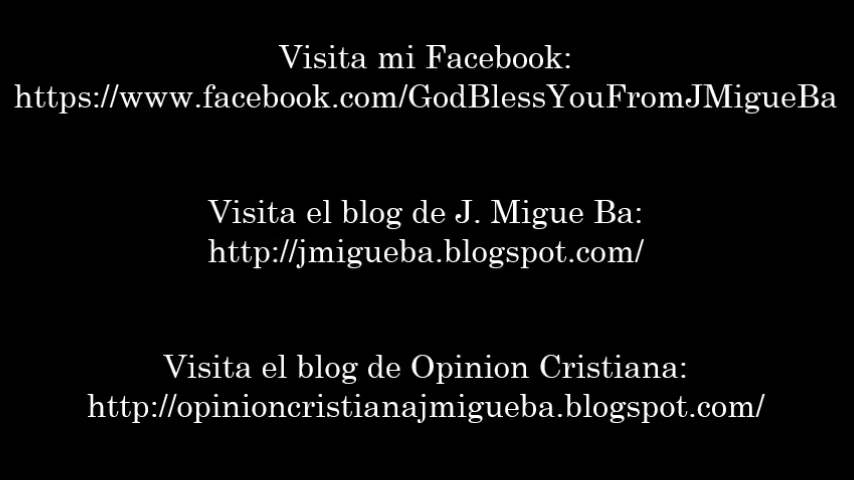 Visita mi Facebook:
https://www.facebook.com/GodBlessYouFromJMigueBa
Visita el blog de J. Migue Ba:
http://jmigueba.blogspot.com/
Visita el blog de Opinion Cristiana:
http://opinioncristianajmigueba.blogspot.com/